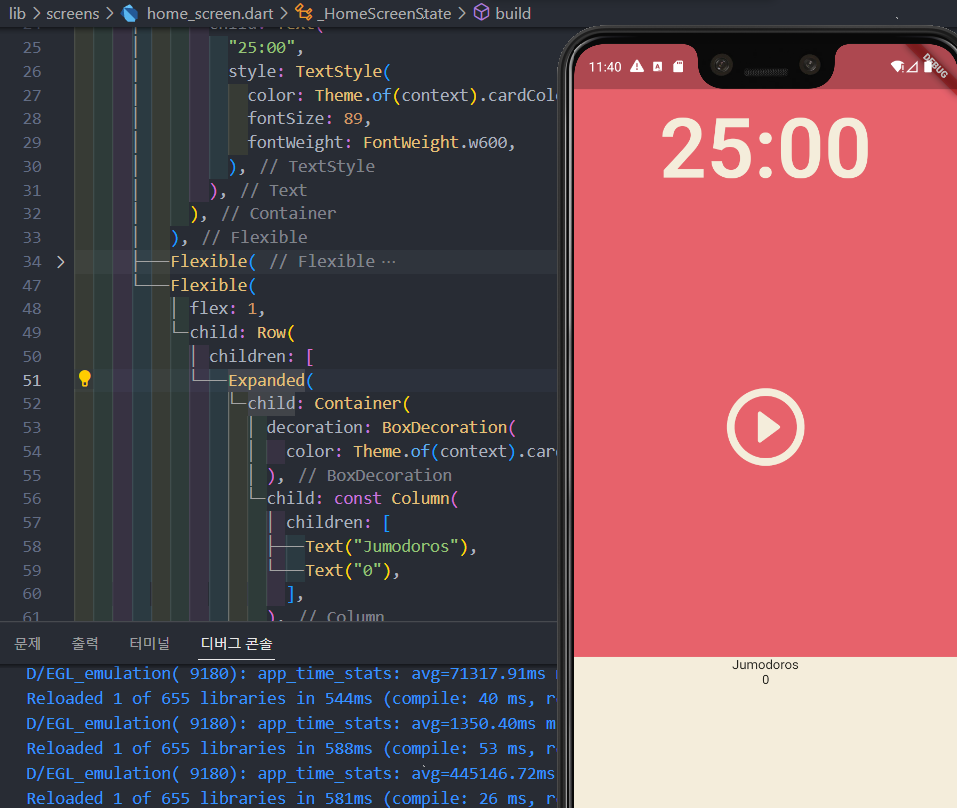 lib > screens > home_screen.dart > _HomeScreenState > build
25 "25:00",
26 style: TextStyle(
27 color: Theme.of(context).cardColo
28 fontSize: 89,
29 fontWeight: FontWeight.w600,
30 ), // TextStyle
31 ), // Text
32 ), // Container
33 ), // Flexible
34 Flexible( // Flexible ···
47 Flexible(
48 flex: 1,
49 child: Row(
50 children: [
51 Expanded(
52 child: Container(
53 decoration: BoxDecoration(
54 color: Theme.of(context).car
55 ), // BoxDecoration
56 child: const Column(
57 children: [
58 Text("Jumodoros"),
59 Text("0"),
60 ],
61 ), // Column
문제 출력 터미널 디버그 콘솔
D/EGL_emulation( 9180): app_time_stats: avg=71317.91ms m
Reloaded 1 of 655 libraries in 544ms (compile: 40 ms, re
D/EGL_emulation( 9180): app_time_stats: avg=1350.40ms m
Reloaded 1 of 655 libraries in 588ms (compile: 53 ms, re
D/EGL_emulation( 9180): app_time_stats: avg=445146.72ms
Reloaded 1 of 655 libraries in 581ms (compile: 26 ms, re
11:40
DEBUG
25:00
Jumodoros
0